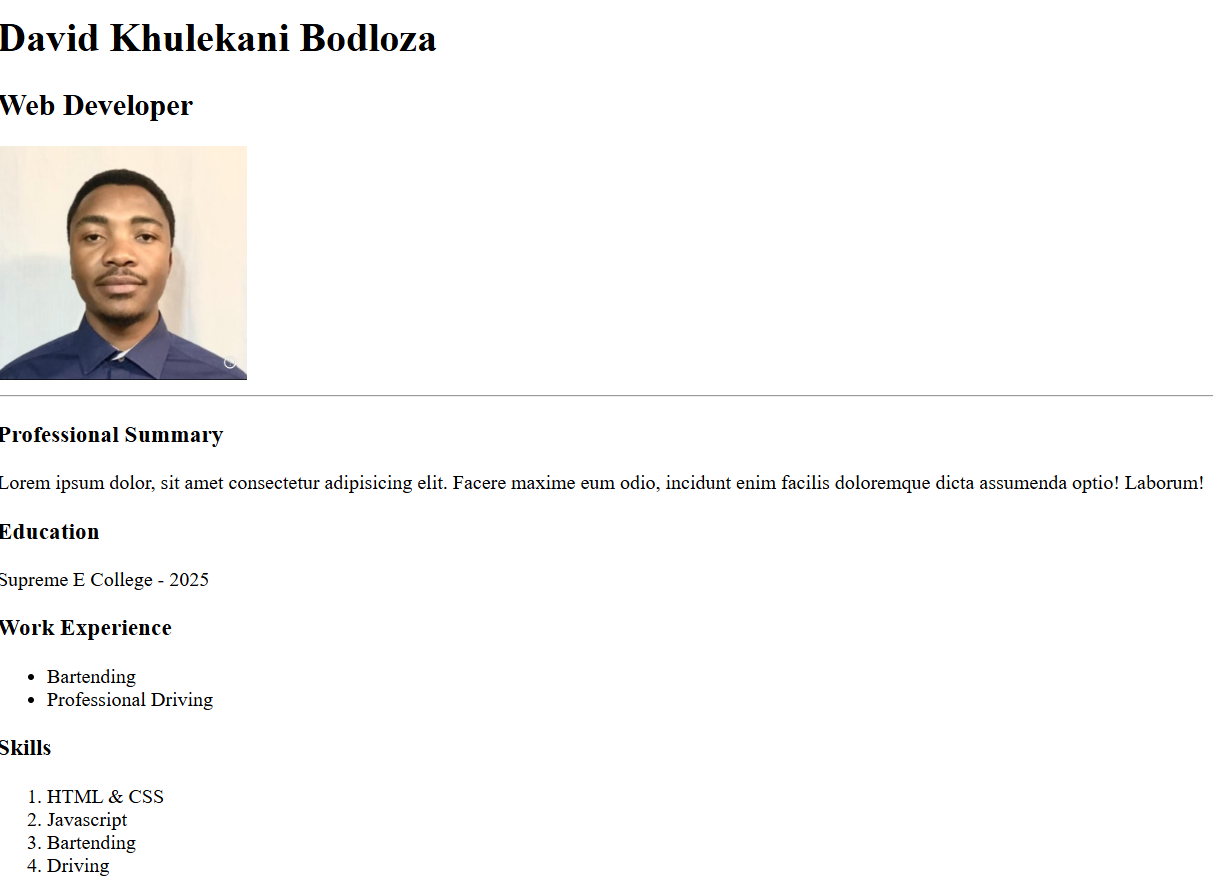 David Khulekani Bodloza
Web Developer
Professional Summary
Lorem ipsum dolor, sit amet consectetur adipisicing elit. Facere maxime eum odio, incidunt enim facilis doloremque dicta assumenda optio! Laborum!
Education
Supreme E College - 2025
Work Experience
• Bartending
• Professional Driving
Skills
1. HTML & CSS
2. Javascript
3. Bartending
4. Driving